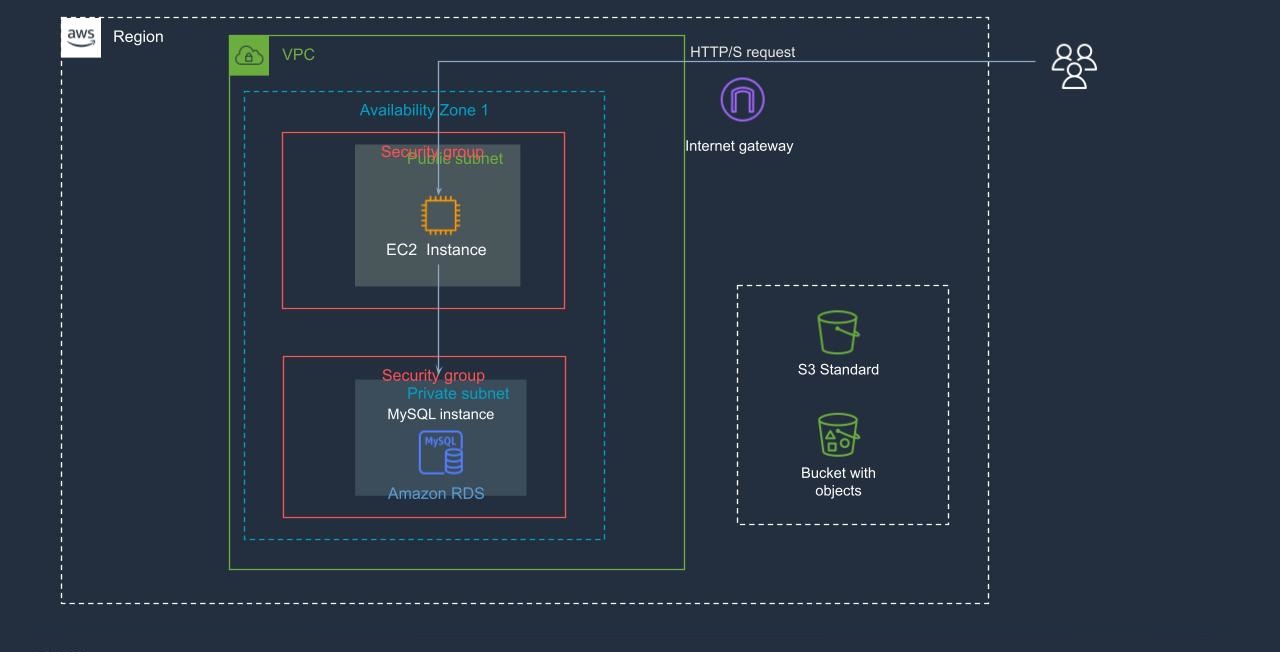 aws
Region
VPC
HTTP/S request
Availability Zone 1
Internet gateway
Security group
Public subnet
EC2 Instance
Security group
Private subnet
MySQL instance
MySQL
Amazon RDS
S3 Standard
Bucket with
objects